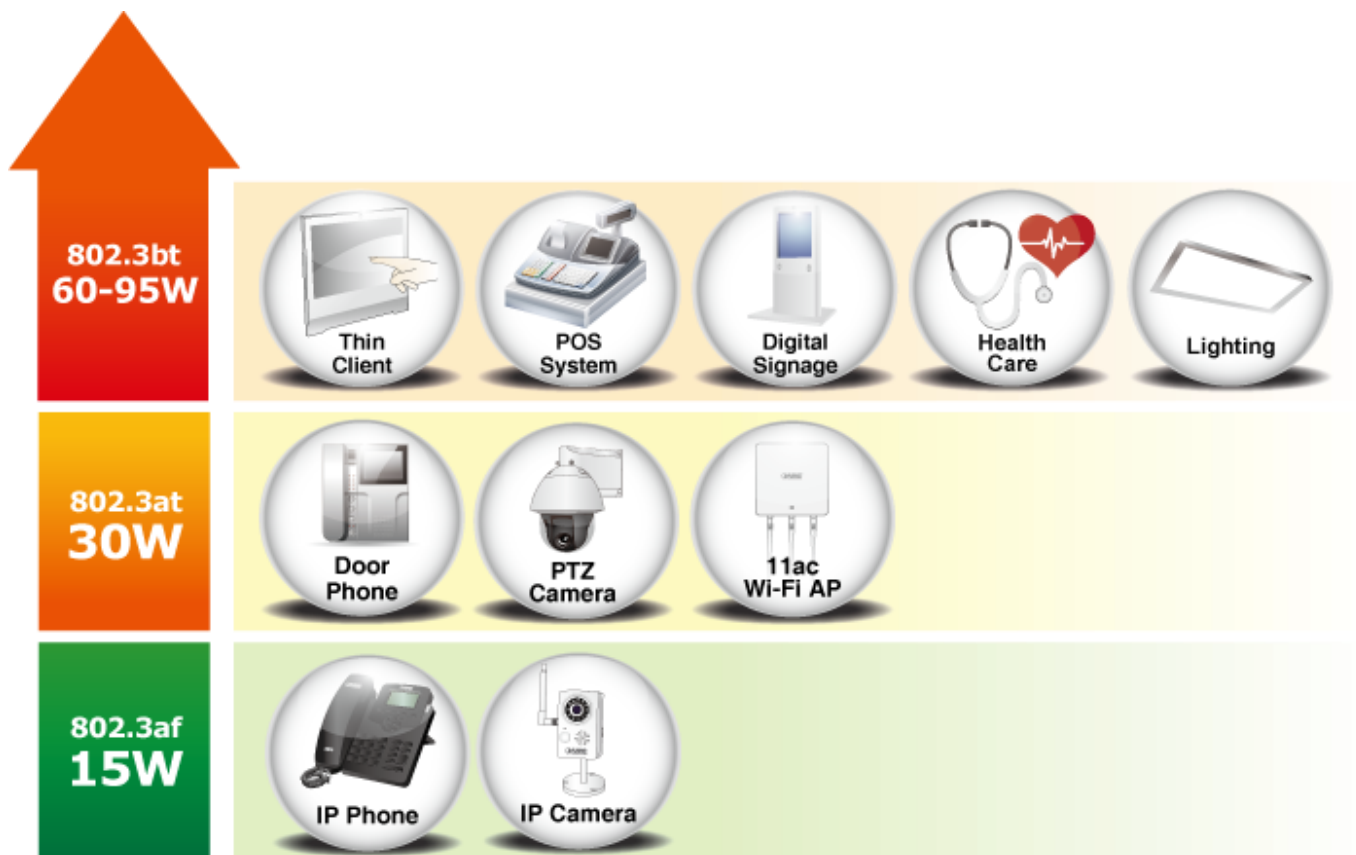 802.3bt
60-95W
Thin
Client
POS
System
Digital
Signage
Health
Care
Lighting
802.3at
30W
Door
Phone
PTZ
Camera
11ac
Wi-Fi AP
802.3af
15W
IP Phone
IP Camera